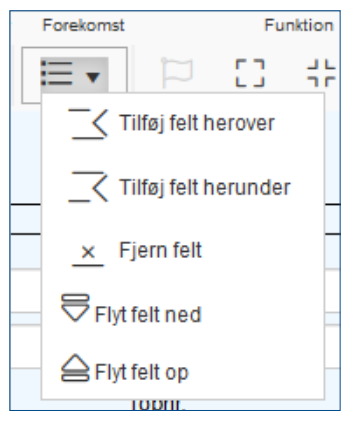 Forekomst Funktion
Tilføj felt herover
Tilføj felt herunder
Fjern felt
Flyt felt ned
Flyt felt op